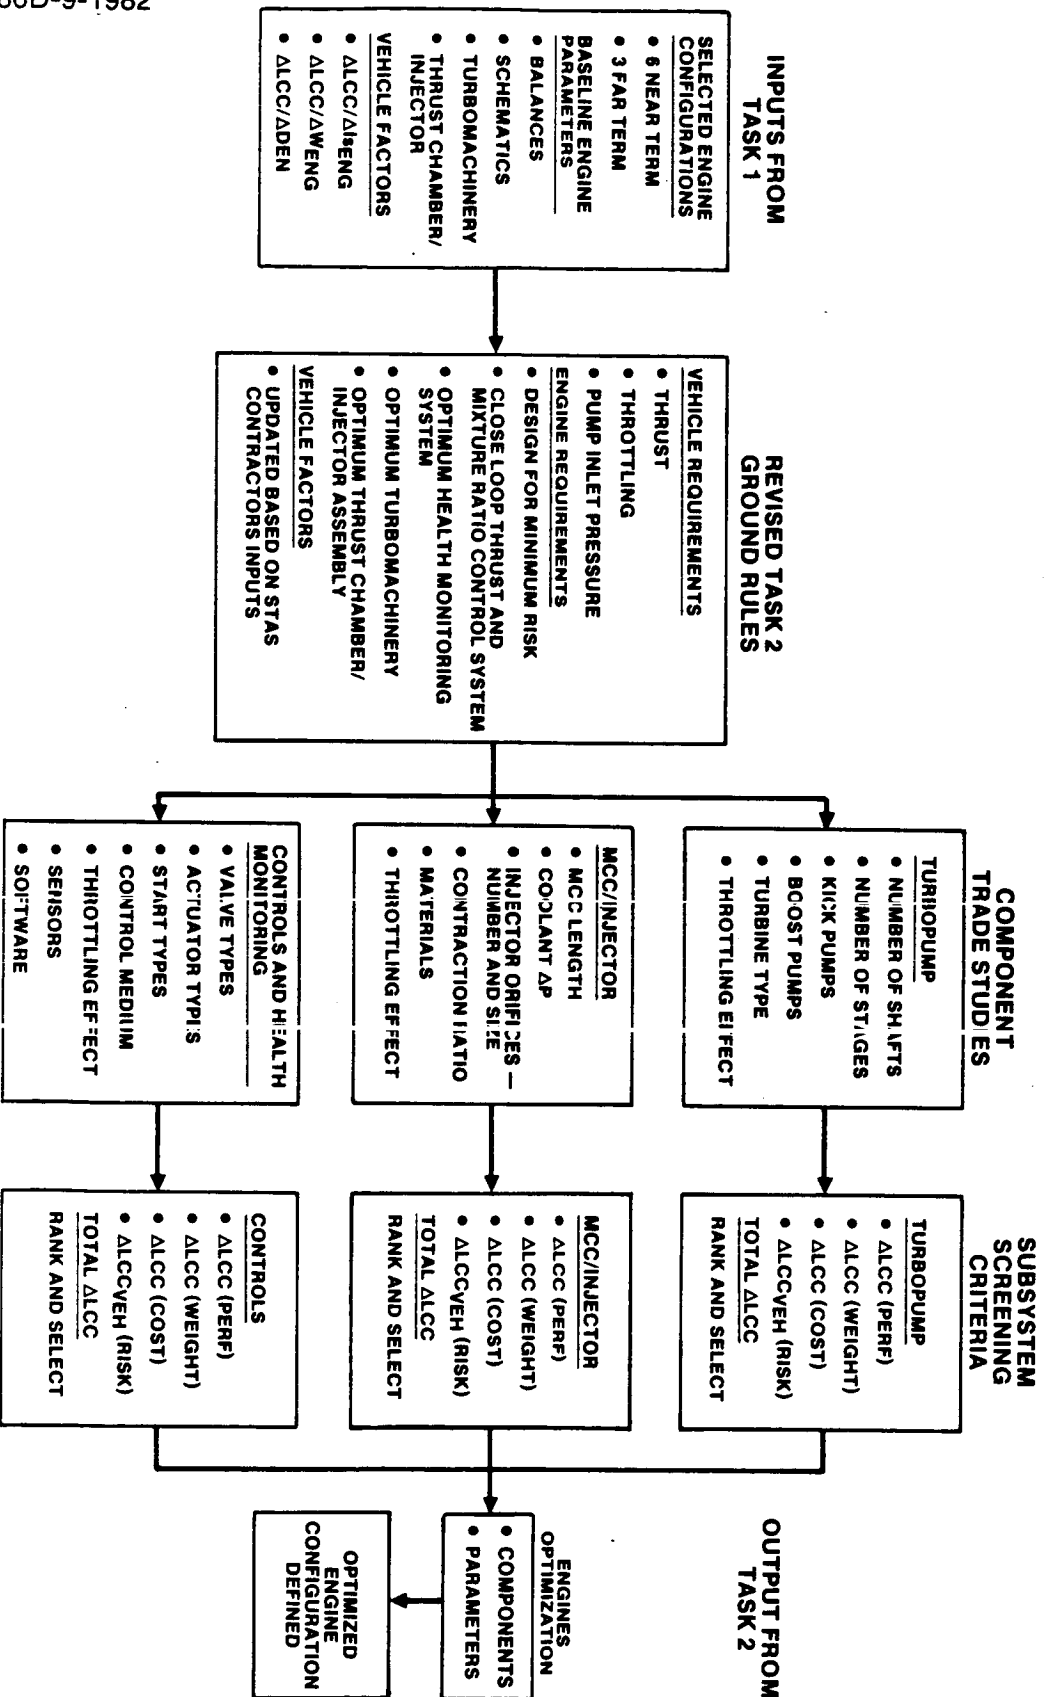 86D-9-1982
INPUTS FROM
TASK 1
SELECTED ENGINE
CONFIGURATIONS
• 6 NEAR TERM
• 3 FAR TERM
BASELINE ENGINE
PARAMETERS
• BALANCES
• SCHEMATICS
• TURBOMACHINERY
• THRUST CHAMBER/
INJECTOR
VEHICLE FACTORS
• ΔLCC/ΔISENG
• ΔLCC/ΔWENG
• ΔLCC/ΔDEN
REVISED TASK 2
GROUND RULES
VEHICLE REQUIREMENTS
• THRUST
• THROTTLING
• PUMP INLET PRESSURE
ENGINE REQUIREMENTS
• DESIGN FOR MINIMUM RISK
• CLOSE LOOP THRUST AND
MIXTURE RATIO CONTROL SYSTEM
• OPTIMUM HEALTH MONITORING
SYSTEM
• OPTIMUM TURBOMACHINERY
• OPTIMUM THRUST CHAMBER/
INJECTOR ASSEMBLY
VEHICLE FACTORS
• UPDATED BASED ON STAS
CONTRACTORS INPUTS
COMPONENT
TRADE STUDIES
TURBOPUMP
• NUMBER OF SHAFTS
• NUMBER OF STAGES
• KICK PUMPS
• BOOST PUMPS
• TURBINE TYPE
• THROTTLING EFFECT
MCC/INJECTOR
• MCC LENGTH
• COOLANT ΔP
• INJECTOR ORIFICES —
NUMBER AND SIZE
• CONTRACTION RATIO
• MATERIALS
• THROTTLING EFFECT
CONTROLS AND HEALTH
MONITORING
• VALVE TYPES
• ACTUATOR TYPES
• START TYPES
• CONTROL MEDIUM
• THROTTLING EFFECT
• SENSORS
• SOFTWARE
SUBSYSTEM
SCREENING
CRITERIA
TURBOPUMP
• ΔLCC (PERF)
• ΔLCC (WEIGHT)
• ΔLCC (COST)
• ΔLCCVEH (RISK)
TOTAL ΔLCC
RANK AND SELECT
MCC/INJECTOR
• ΔLCC (PERF)
• ΔLCC (WEIGHT)
• ΔLCC (COST)
• ΔLCCVEH (RISK)
TOTAL ΔLCC
RANK AND SELECT
CONTROLS
• ΔLCC (PERF)
• ΔLCC (WEIGHT)
• ΔLCC (COST)
• ΔLCCVEH (RISK)
TOTAL ΔLCC
RANK AND SELECT
OUTPUT FROM
TASK 2
ENGINES
OPTIMIZATION
• COMPONENTS
• PARAMETERS
OPTIMIZED
ENGINE
CONFIGURATION
DEFINED